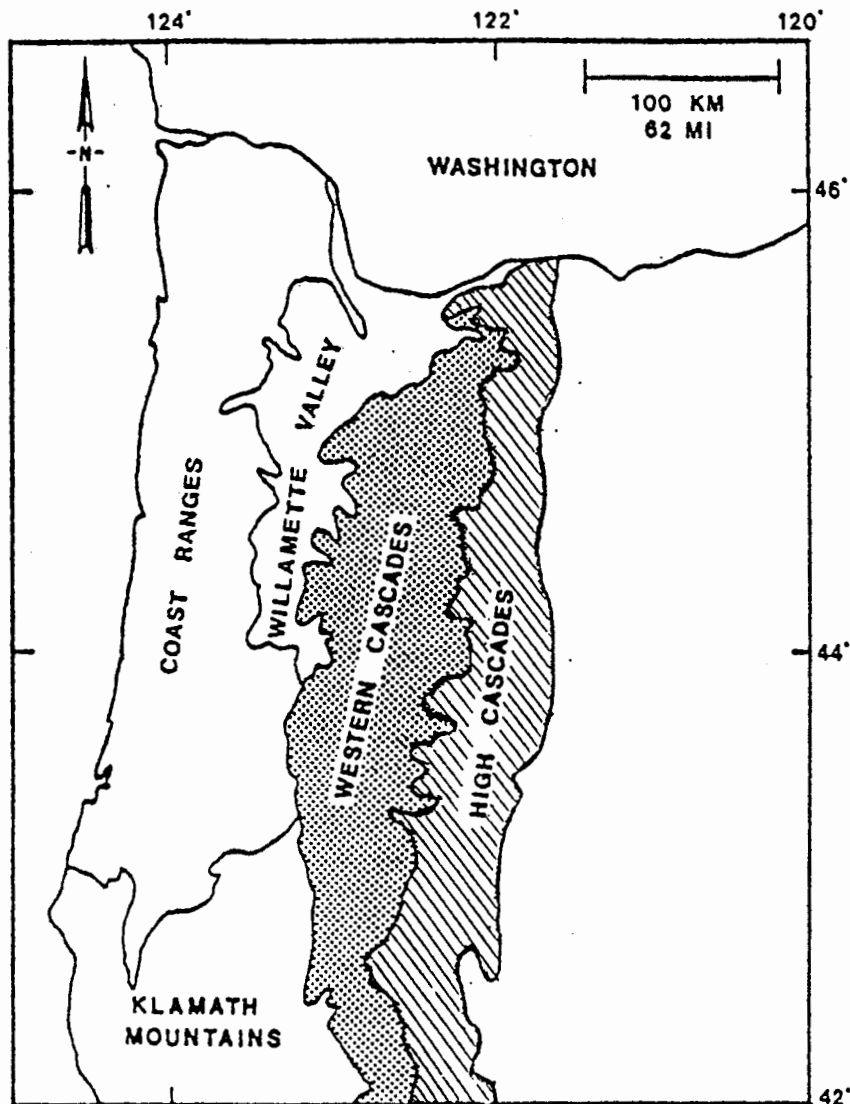 124° 122° 120°
100 KM
62 MI
-N-
WASHINGTON
46°
WILLAMETTE VALLEY
COAST RANGES
WESTERN CASCADES
HIGH CASCADES
44°
KLAMATH
MOUNTAINS
42°